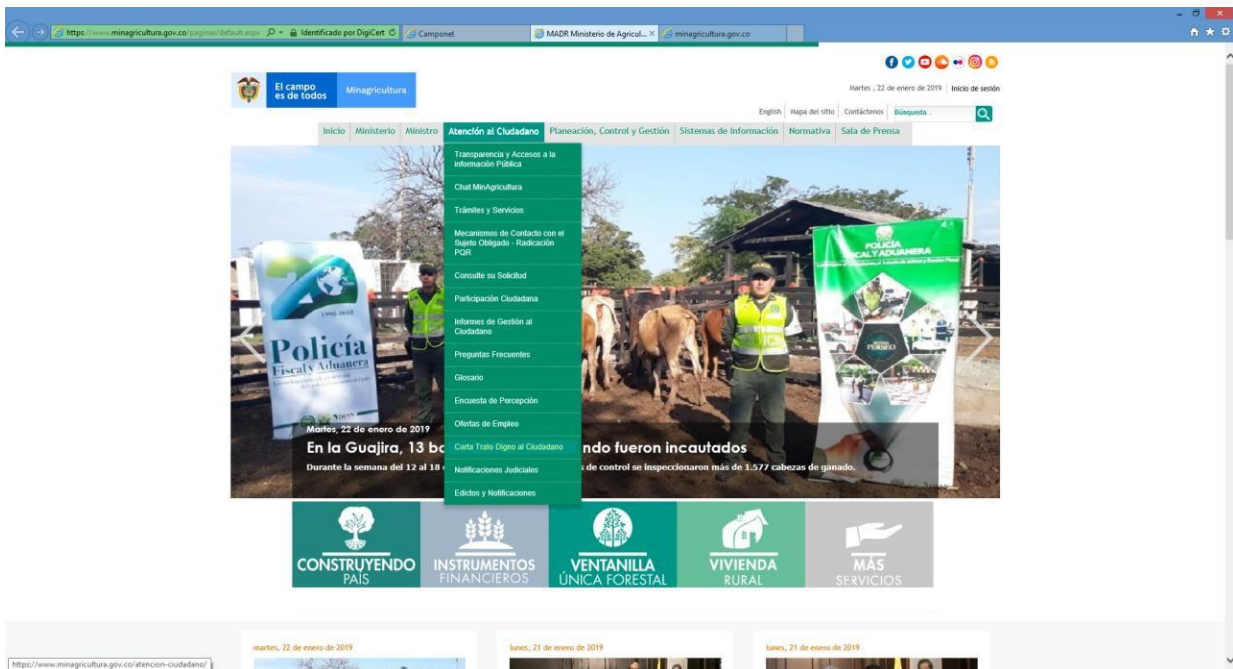 https://www.minagricultura.gov.co/paginas/default.aspx
Identificado por DigiCert
Camponet
MADR Ministerio de Agricul...
minagricultura.gov.co
El campo
es de todos
Minagricultura
Martes , 22 de enero de 2019
Inicio de sesión
English
Mapa del sitio
Contáctenos
Búsqueda...
Inicio
Ministerio
Ministro
Atención al Ciudadano
Planeación, Control y Gestión
Sistemas de Información
Normativa
Sala de Prensa
Transparencia y Accesos a la
información Pública
Chat MinAgricultura
Trámites y Servicios
Mecanismos de Contacto con el
Sujeto Obligado - Radicación
PQR
Consulte su Solicitud
Participación Ciudadana
Informes de Gestión al
Ciudadano
Preguntas Frecuentes
Glosario
Encuesta de Percepción
Ofertas de Empleo
Carta Trato Digno al Ciudadano
Notificaciones Judiciales
Edictos y Notificaciones
20
1998-2018
Policía
Fiscal y Aduanera
DIAN
POLICÍA
FISCAL Y ADUANERA
Martes, 22 de enero de 2019
En la Guajira, 13 bo
ndo fueron incautados
Durante la semana del 12 al 18
s de control se inspeccionaron más de 1.577 cabezas de ganado.
CONSTRUYENDO
PAÍS
INSTRUMENTOS
FINANCIEROS
VENTANILLA
ÚNICA FORESTAL
VIVIENDA
RURAL
MÁS
SERVICIOS
martes, 22 de enero de 2019
lunes, 21 de enero de 2019
lunes, 21 de enero de 2019
https://www.minagricultura.gov.co/atencion-ciudadano/